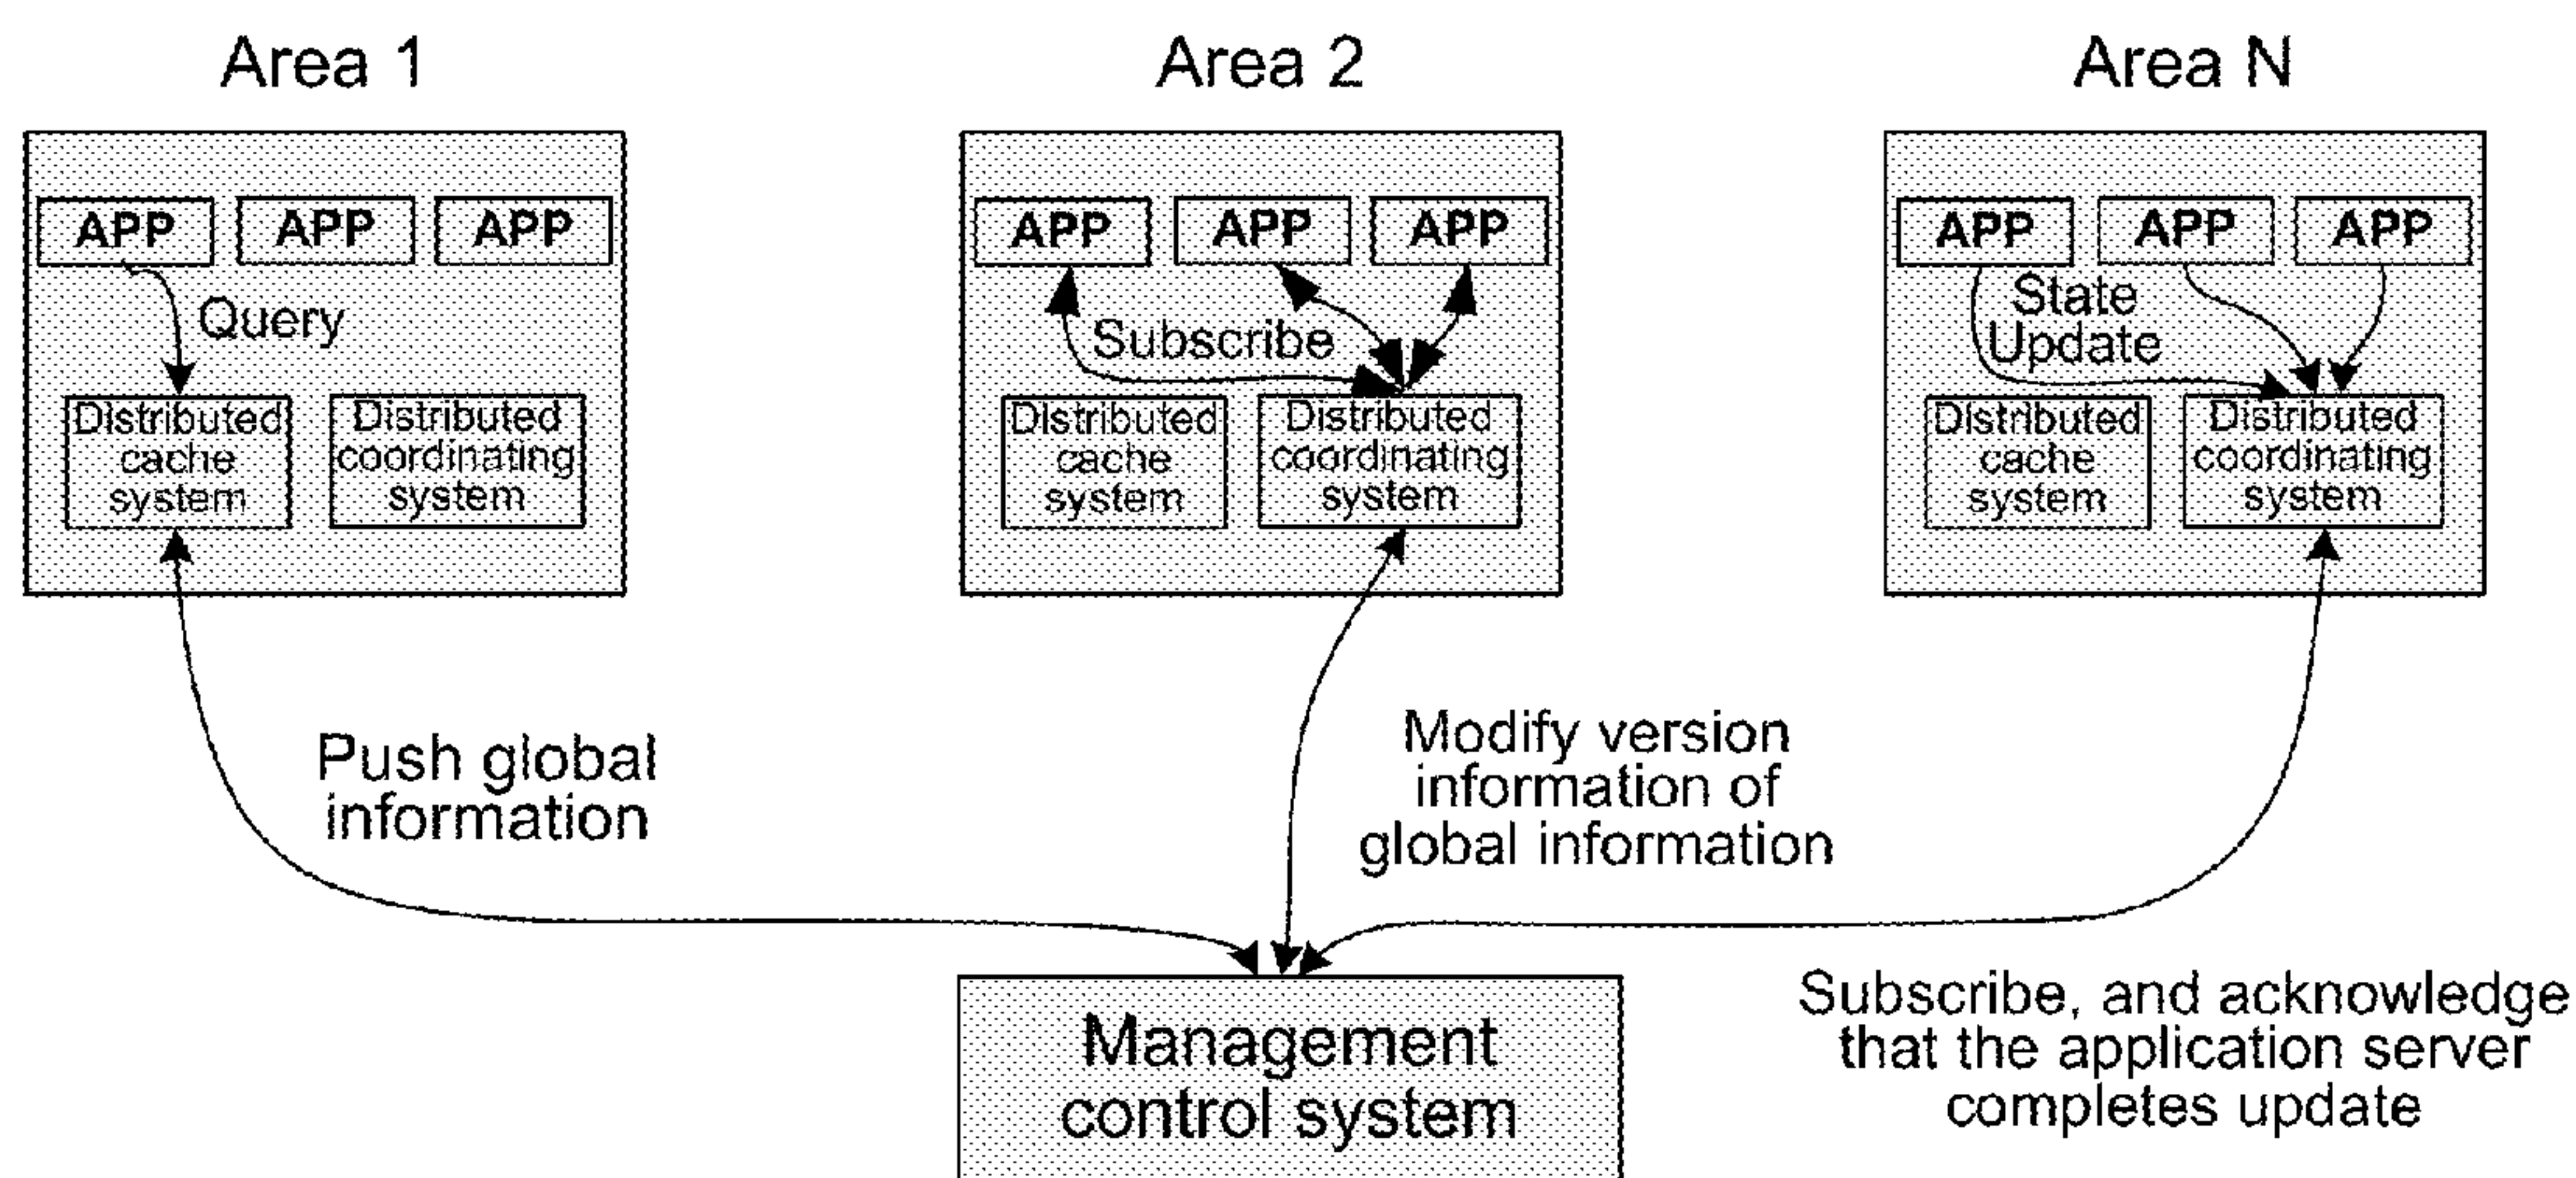 Area 1
Area 2
Area N
APP
APP
APP
Query
Distributed
cache
system
Distributed
coordinating
system
APP
APP
APP
Subscribe
Distributed
cache
system
Distributed
coordinating
system
APP
APP
APP
State
Update
Distributed
cache
system
Distributed
coordinating
system
Push global
information
Modify version
information of
global information
Subscribe, and acknowledge
that the application server
completes update
Management
control system